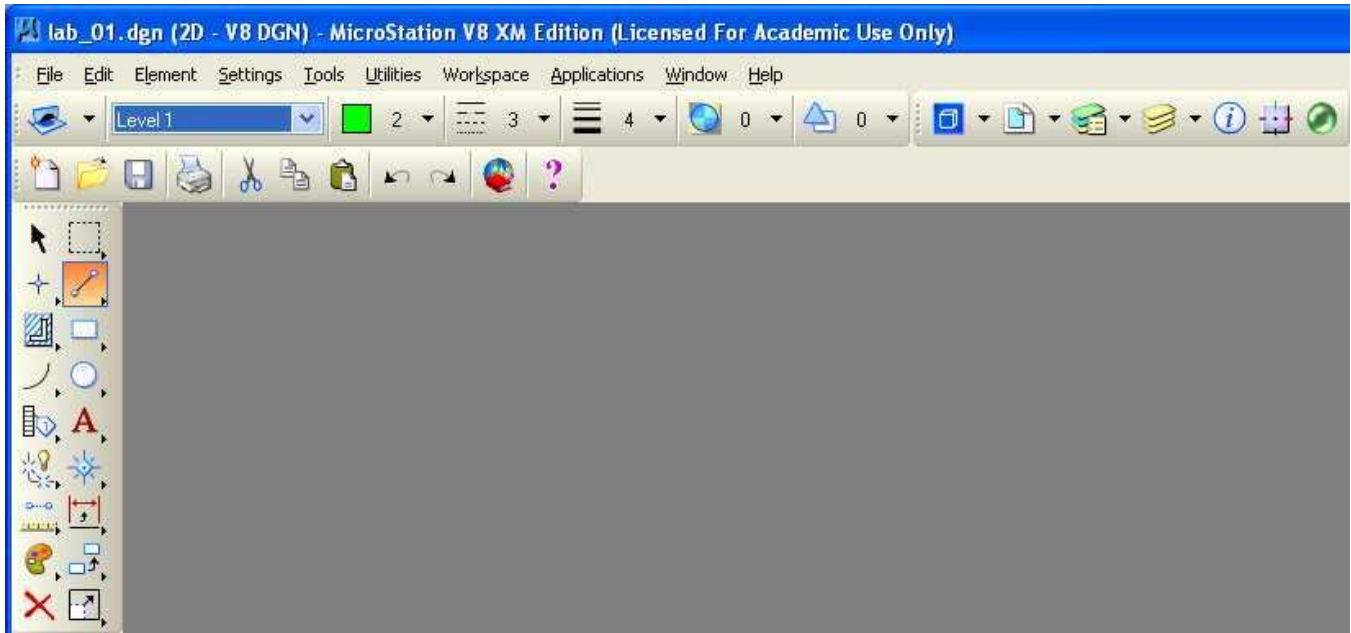 lab_01.dgn (2D - V8 DGN) - MicroStation V8 XM Edition (Licensed For Academic Use Only)
File Edit Element Settings Tools Utilities Workspace Applications Window Help
Level 1 2 3 4 0 0
?
A